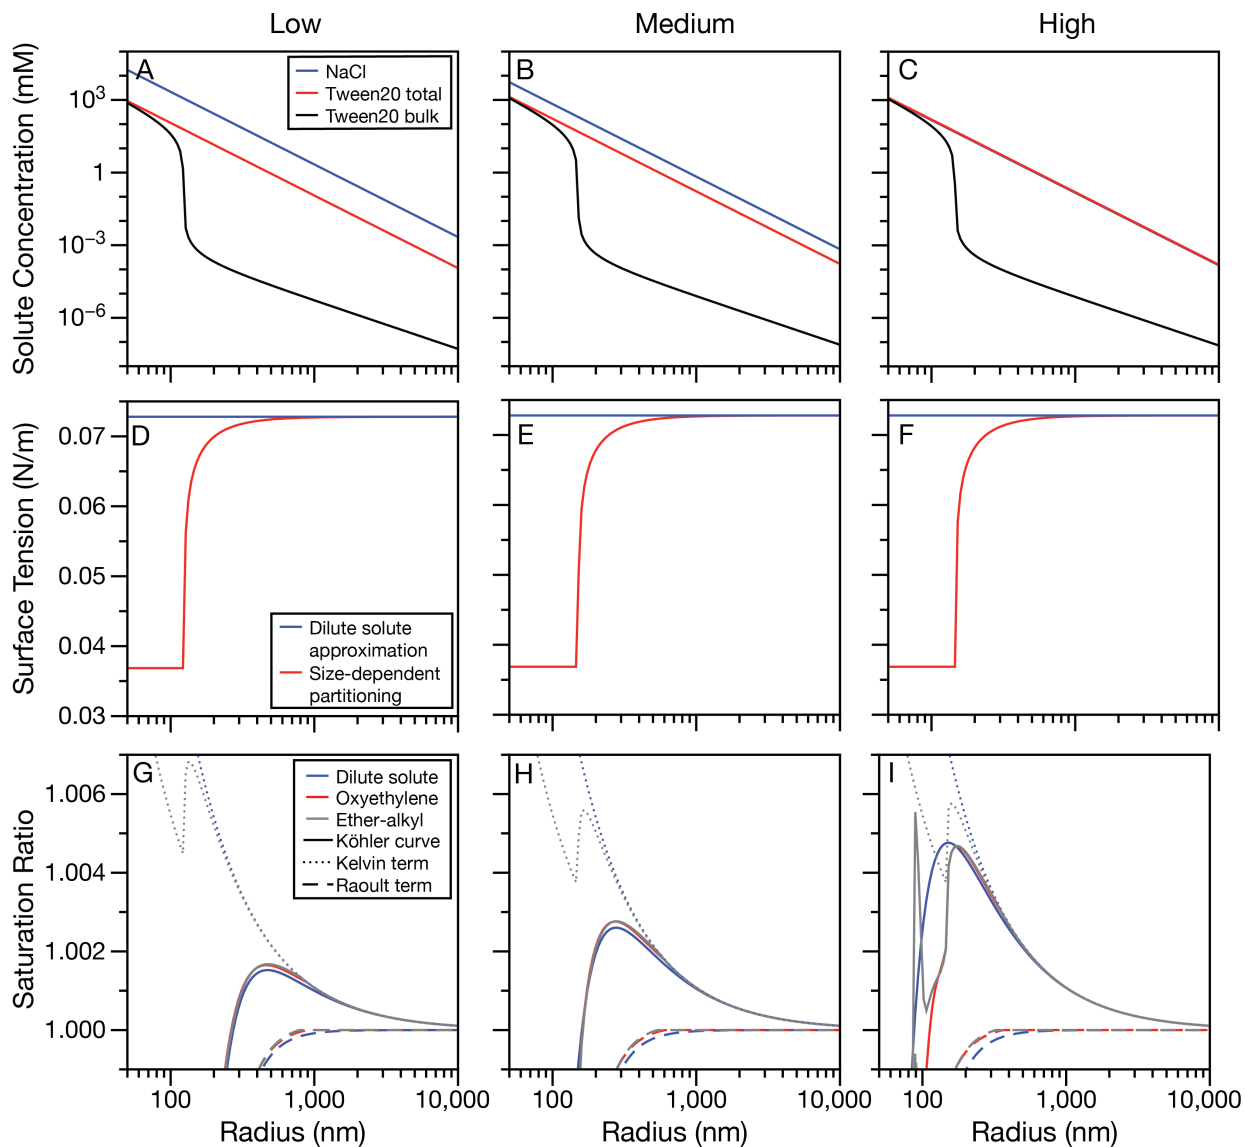 Low Medium High
Solute Concentration (mM)
10³
1
10⁻³
10⁻⁶
A
NaCl
Tween20 total
Tween20 bulk
B
C
Surface Tension (N/m)
0.07
0.06
0.05
0.04
0.03
D
Dilute solute
approximation
Size-dependent
partitioning
E
F
Saturation Ratio
1.006
1.004
1.002
1.000
G
Dilute solute
Oxyethylene
Ether-alkyl
Köhler curve
Kelvin term
Raoult term
H
I
100 1,000 10,000 100 1,000 10,000 100 1,000 10,000
Radius (nm) Radius (nm) Radius (nm)